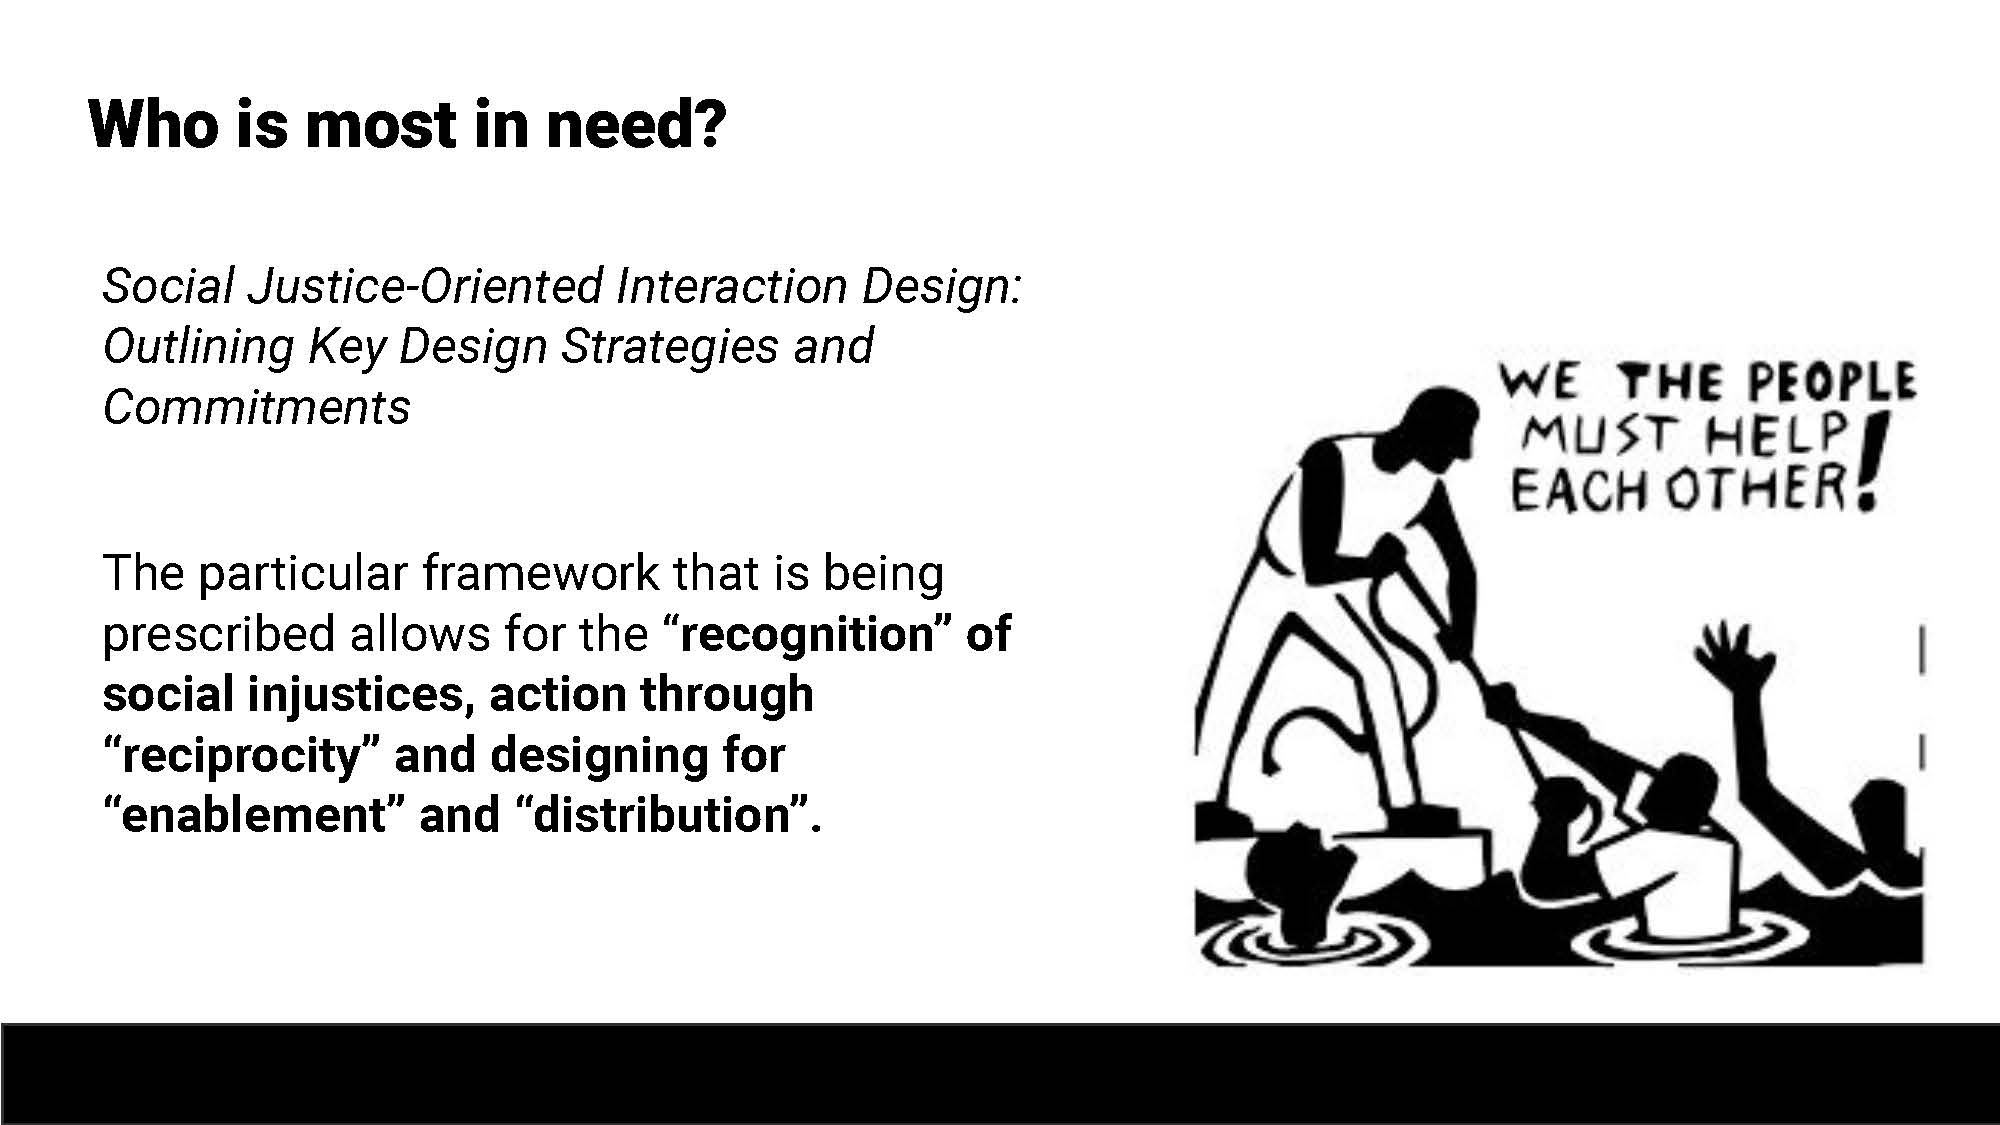 Who is most in need?
Social Justice-Oriented Interaction Design:
Outlining Key Design Strategies and
Commitments
The particular framework that is being
prescribed allows for the “recognition” of
social injustices, action through
“reciprocity” and designing for
“enablement” and “distribution”.
WE THE PEOPLE
MUST HELP
EACH OTHER!